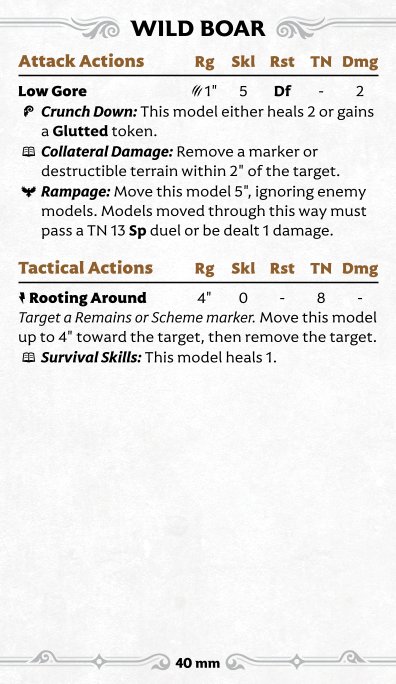 WILD BOAR
Attack Actions Rg Skl Rst TN Dmg
Low Gore 1" 5 Df - 2
Crunch Down: This model either heals 2 or gains
a Glutted token.
Collateral Damage: Remove a marker or
destructible terrain within 2" of the target.
Rampage: Move this model 5", ignoring enemy
models. Models moved through this way must
pass a TN 13 Sp duel or be dealt 1 damage.
Tactical Actions Rg Skl Rst TN Dmg
Rooting Around 4" 0 - 8 -
Target a Remains or Scheme marker. Move this model
up to 4" toward the target, then remove the target.
Survival Skills: This model heals 1.
40 mm